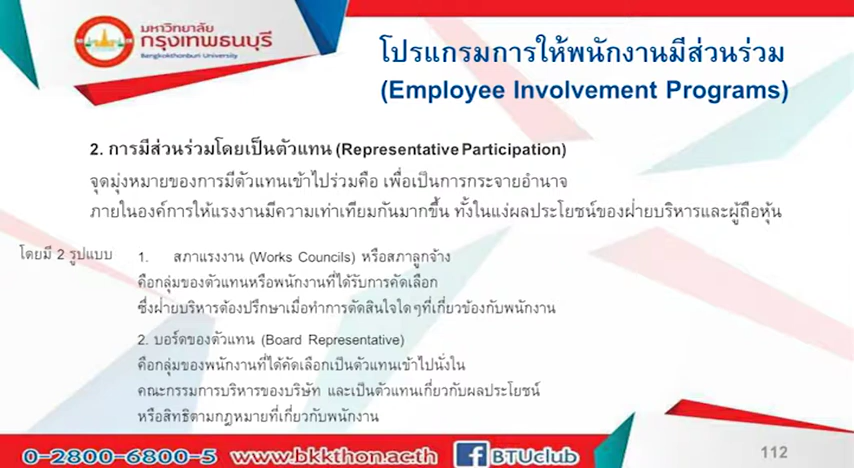 มหาวิทยาลัย
กรุงเทพธนบุรี
Bangkokthonburi University
โปรแกรมการให้พนักงานมีส่วนร่วม
(Employee Involvement Programs)
2. การมีส่วนร่วมโดยเป็นตัวแทน (Representative Participation)
จุดมุ่งหมายของการมีตัวแทนเข้าไปร่วมคือ เพื่อเป็นการกระจายอำนาจ
ภายในองค์การให้แรงงานมีความเท่าเทียมกันมากขึ้น ทั้งในแง่ผลประโยชน์ของฝ่ายบริหารและผู้ถือหุ้น
โดยมี 2 รูปแบบ 1. สภาแรงงาน (Works Councils) หรือสภาลูกจ้าง
คือกลุ่มของตัวแทนหรือพนักงานที่ได้รับการคัดเลือก
ซึ่งฝ่ายบริหารต้องปรึกษาเมื่อทำการตัดสินใจใดๆที่เกี่ยวข้องกับพนักงาน
2. บอร์ดของตัวแทน (Board Representative)
คือกลุ่มของพนักงานที่ได้คัดเลือกเป็นตัวแทนเข้าไปนั่งใน
คณะกรรมการบริหารของบริษัท และเป็นตัวแทนเกี่ยวกับผลประโยชน์
หรือสิทธิตามกฎหมายที่เกี่ยวกับพนักงาน
0-2800-6800-5 www.bkkthon.ac.th f BTUclub 112